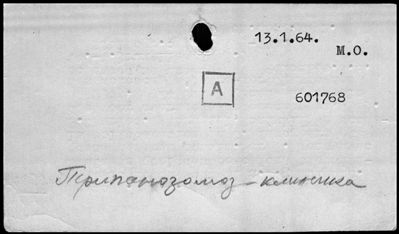 13.1.64.
М.О.
А
601768
Трипанозомоз - клиника